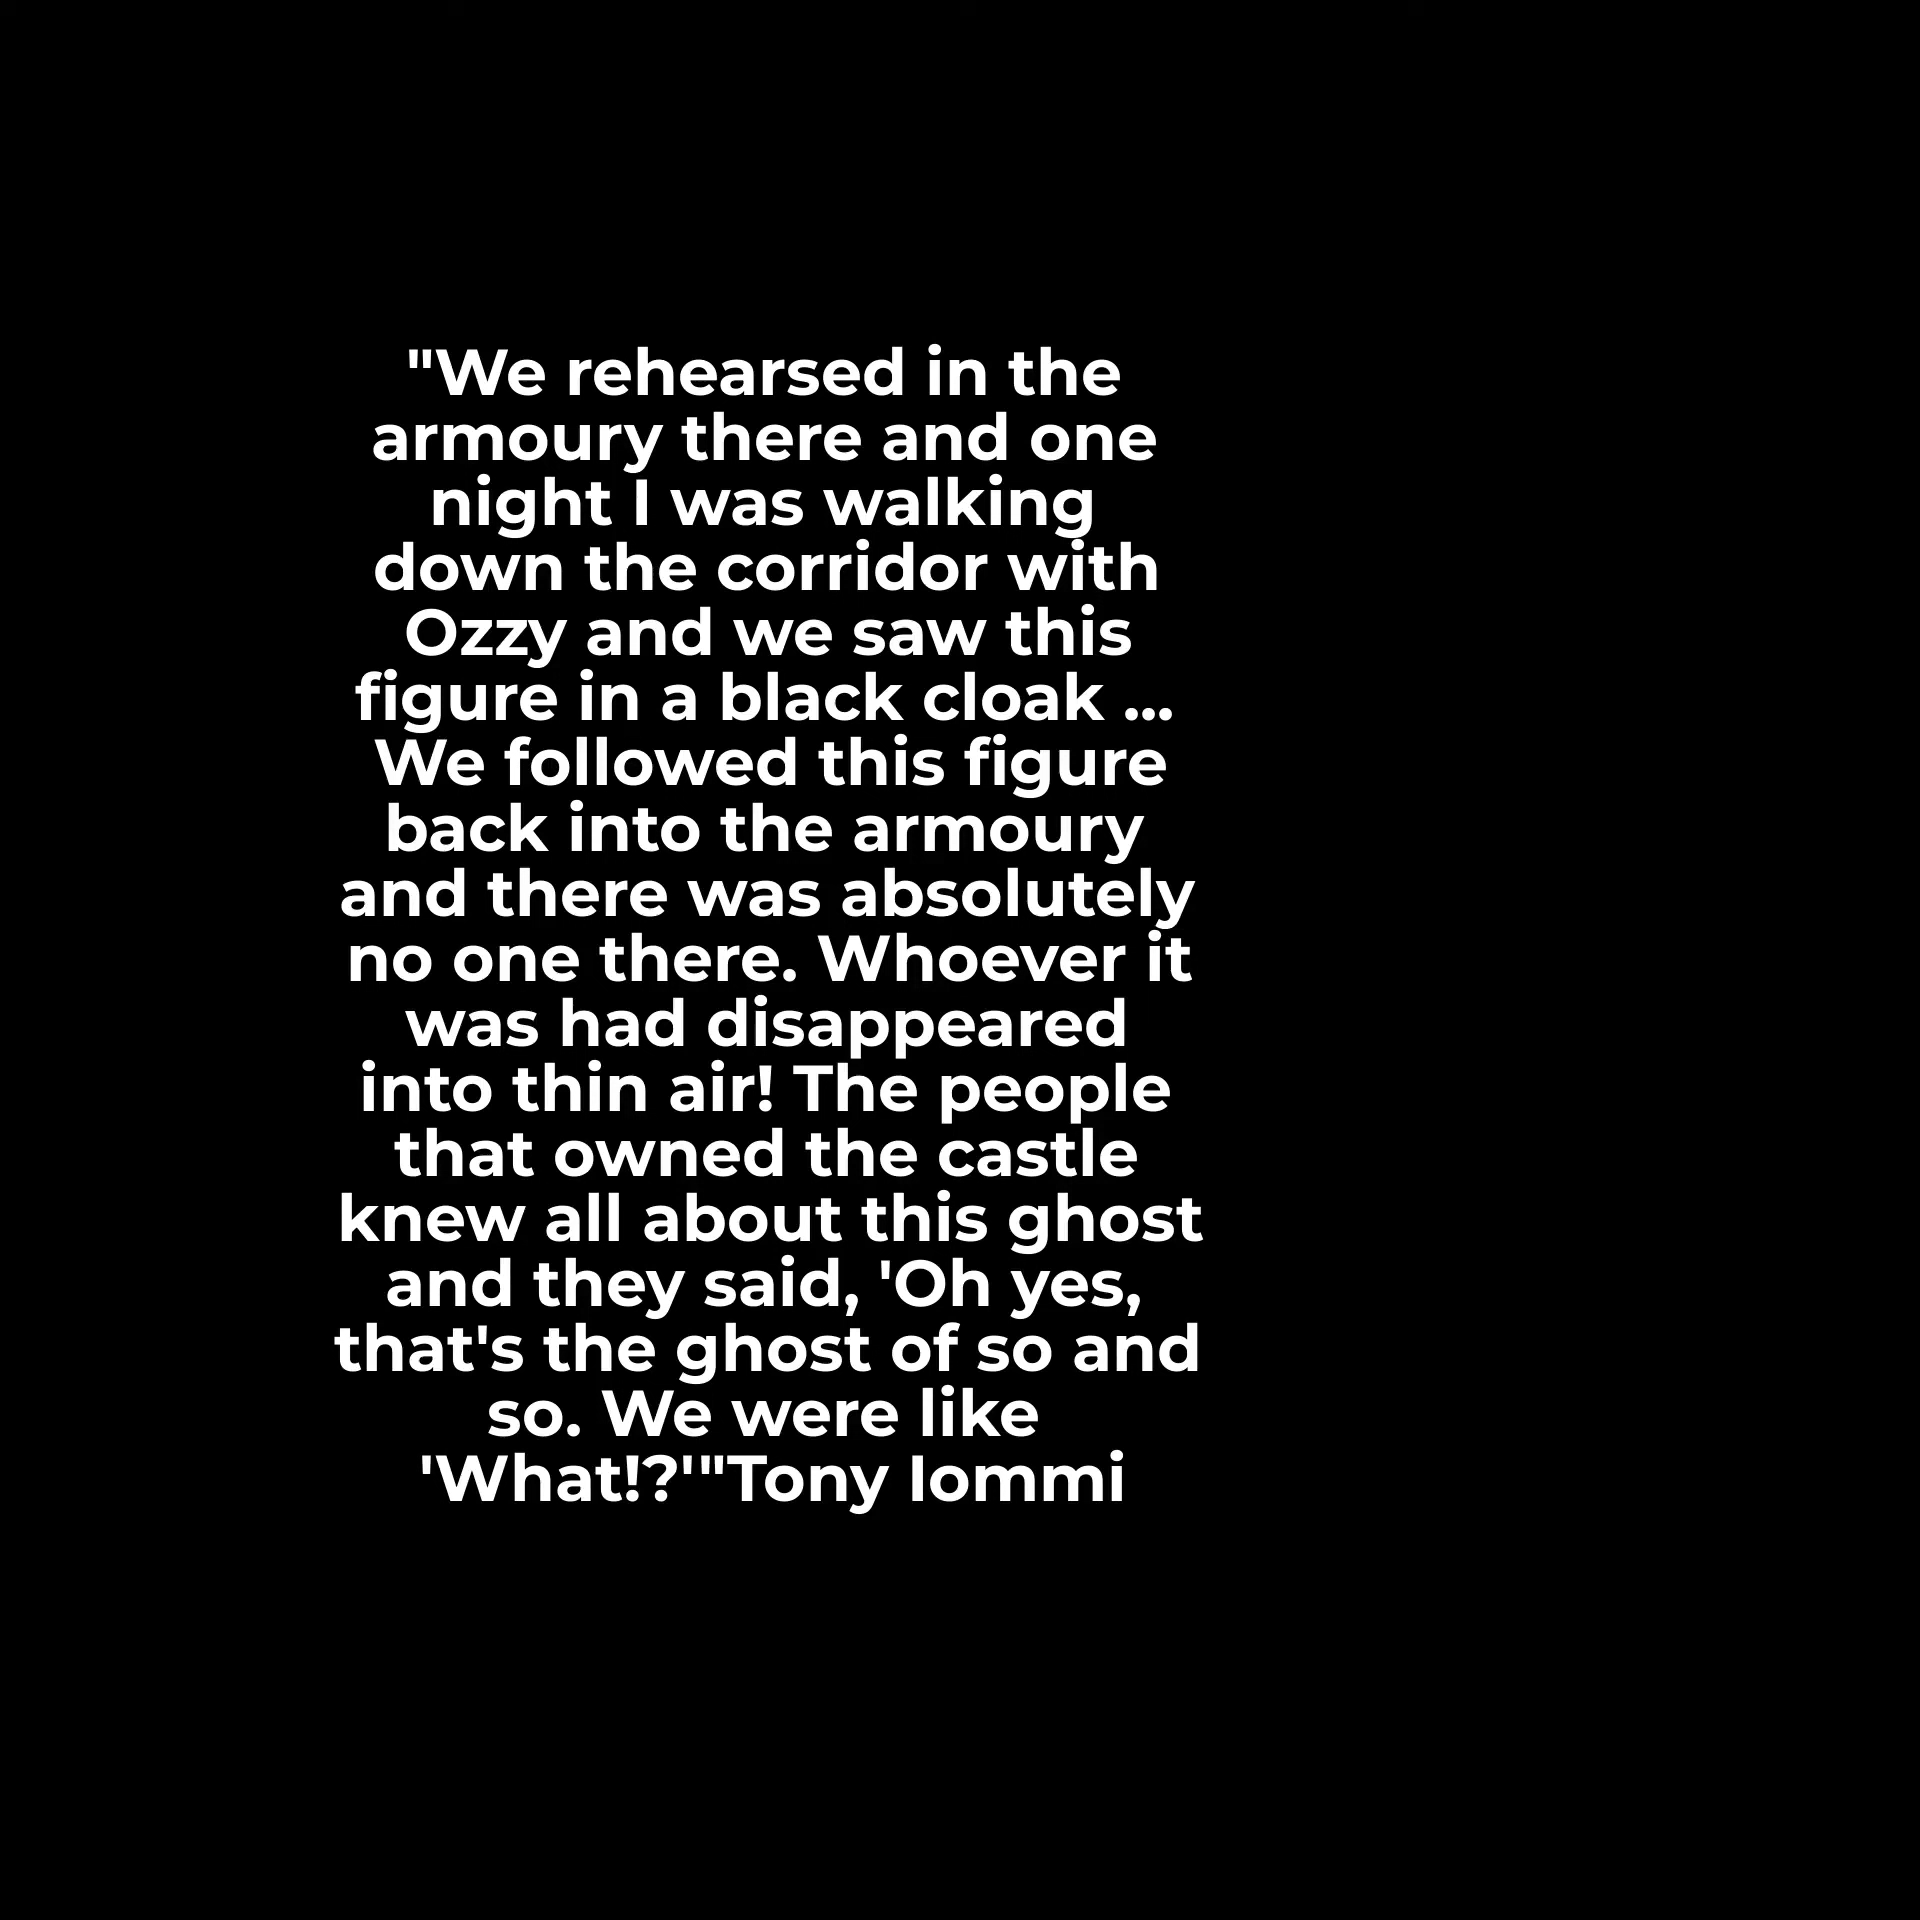 "We rehearsed in the
armoury there and one
night I was walking
down the corridor with
Ozzy and we saw this
figure in a black cloak ...
We followed this figure
back into the armoury
and there was absolutely
no one there. Whoever it
was had disappeared
into thin air! The people
that owned the castle
knew all about this ghost
and they said, 'Oh yes,
that's the ghost of so and
so. We were like
'What!?'"Tony Iommi